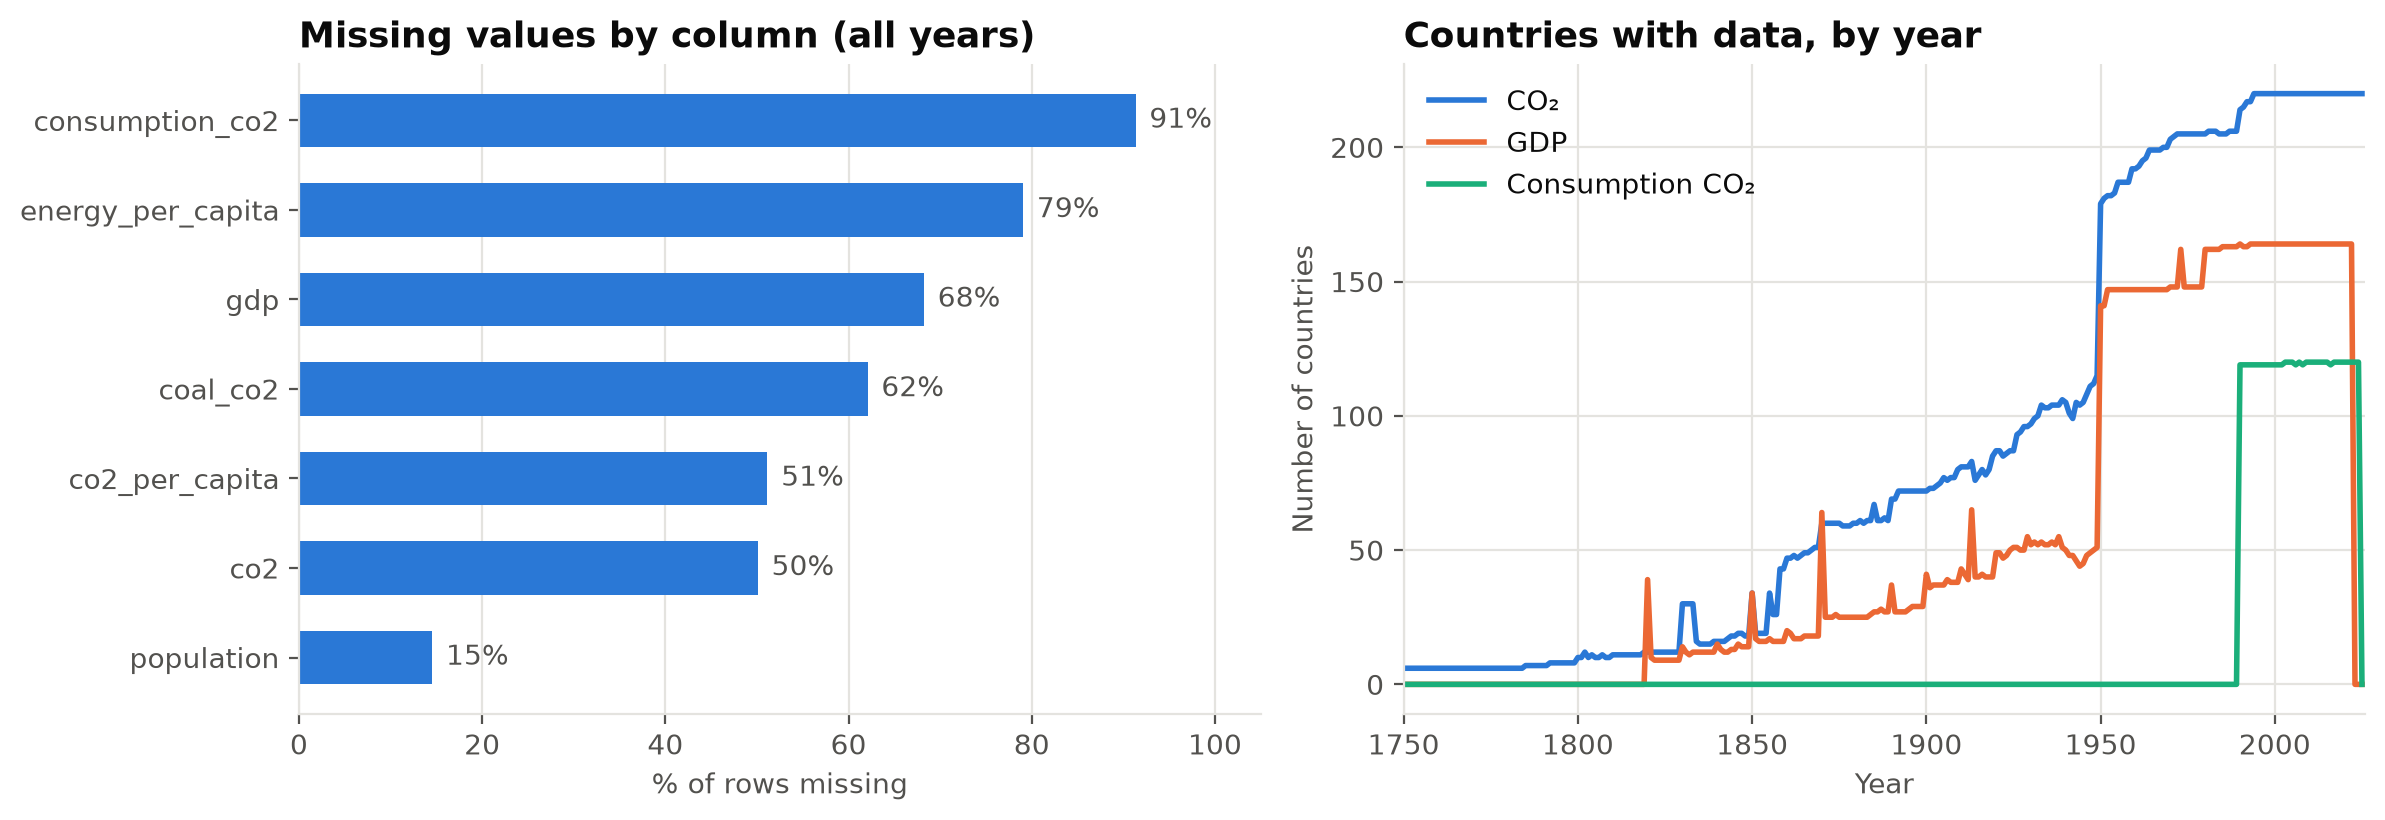 Missing values by column (all years)
consumption_co2
91%
energy_per_capita
79%
gdp
68%
coal_co2
62%
co2_per_capita
51%
co2
50%
population
15%
0 20 40 60 80 100
% of rows missing
Countries with data, by year
CO₂
GDP
Consumption CO₂
Number of countries
200
150
100
50
0
1750 1800 1850 1900 1950 2000
Year